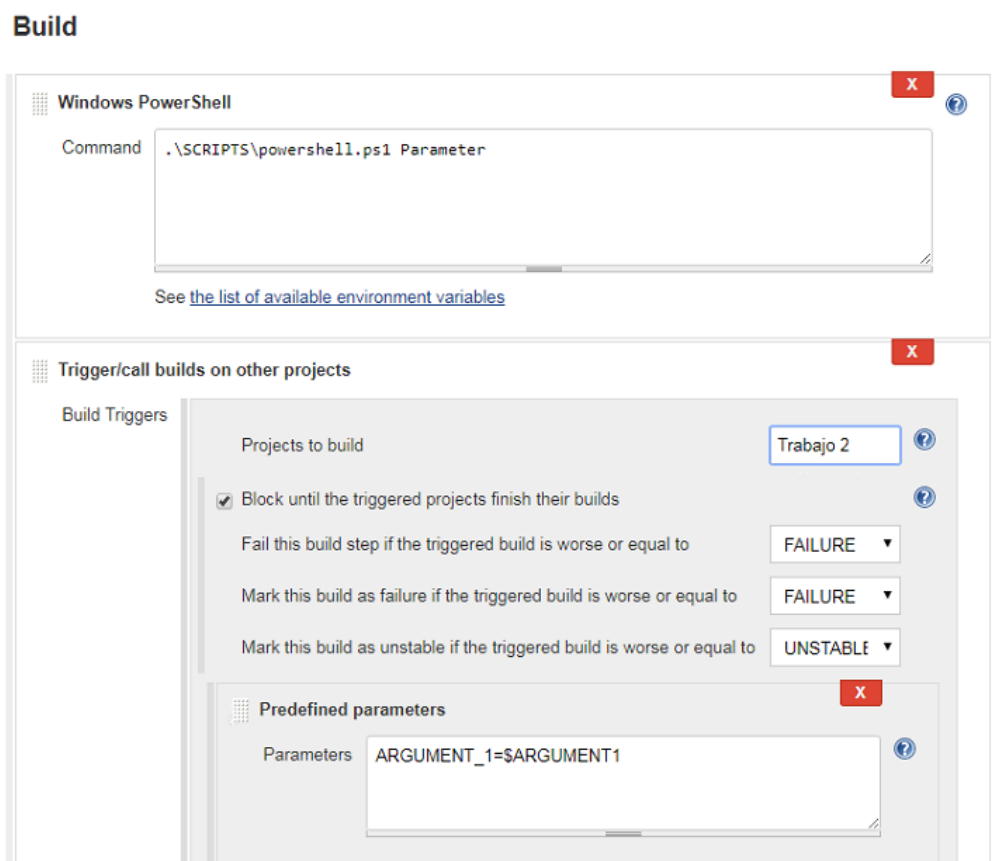 Build
X
Windows PowerShell
?
Command
.\SCRIPTS\powershell.ps1 Parameter
See the list of available environment variables
X
Trigger/call builds on other projects
Build Triggers
Projects to build
Trabajo 2
?
Block until the triggered projects finish their builds
?
Fail this build step if the triggered build is worse or equal to
FAILURE
Mark this build as failure if the triggered build is worse or equal to
FAILURE
Mark this build as unstable if the triggered build is worse or equal to
UNSTABLE
X
Predefined parameters
Parameters
ARGUMENT_1=$ARGUMENT1
?